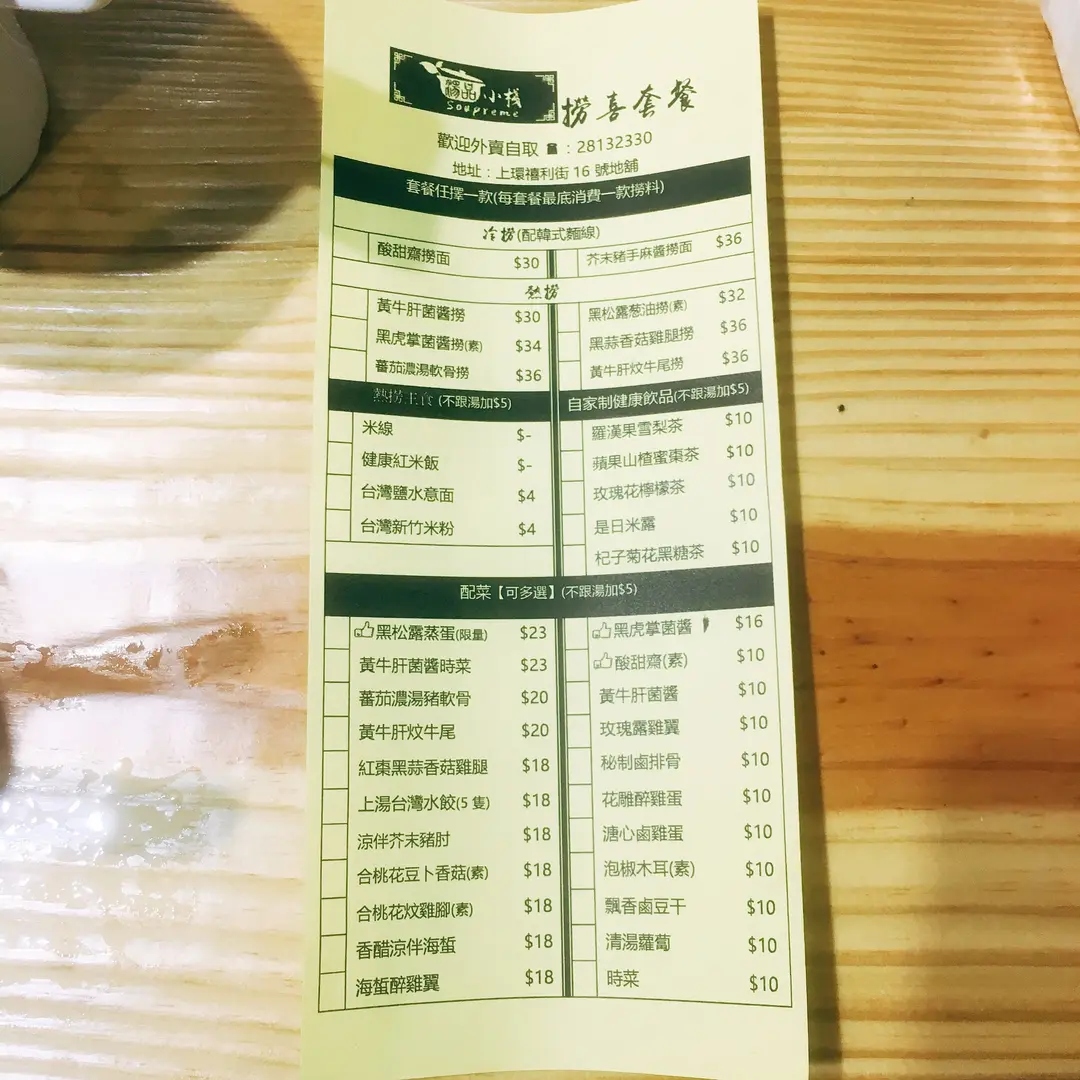 湯品小棧
Soupreme
撈喜套餐
歡迎外賣自取 ☎ : 28132330
地址 : 上環禧利街 16 號地舖
套餐任擇一款(每套餐最底消費一款撈料)
冷撈(配韓式麵線)
酸甜齋撈面 $30
芥末豬手麻醬撈面 $36
熱撈
黃牛肝菌醬撈 $30
黑虎掌菌醬撈(素) $34
蕃茄濃湯軟骨撈 $36
黑松露葱油撈(素) $32
黑蒜香菇雞腿撈 $36
黃牛肝炆牛尾撈 $36
熱撈主食 (不跟湯加$5)
米線 $-
健康紅米飯 $-
台灣鹽水意面 $4
台灣新竹米粉 $4
自家制健康飲品(不跟湯加$5)
羅漢果雪梨茶 $10
蘋果山楂蜜棗茶 $10
玫瑰花檸檬茶 $10
是日米露 $10
杞子菊花黑糖茶 $10
配菜【可多選】(不跟湯加$5)
黑松露蒸蛋(限量) $23
黃牛肝菌醬時菜 $23
蕃茄濃湯豬軟骨 $20
黃牛肝炆牛尾 $20
紅棗黑蒜香菇雞腿 $18
上湯台灣水餃(5 隻) $18
涼伴芥末豬肘 $18
合桃花豆卜香菇(素) $18
合桃花炆雞腳(素) $18
香醋涼伴海蜇 $18
海蜇醉雞翼 $18
黑虎掌菌醬 $16
酸甜齋(素) $10
黃牛肝菌醬 $10
玫瑰露雞翼 $10
秘制鹵排骨 $10
花雕醉雞蛋 $10
溏心鹵雞蛋 $10
泡椒木耳(素) $10
飄香鹵豆干 $10
清湯蘿蔔 $10
時菜 $10